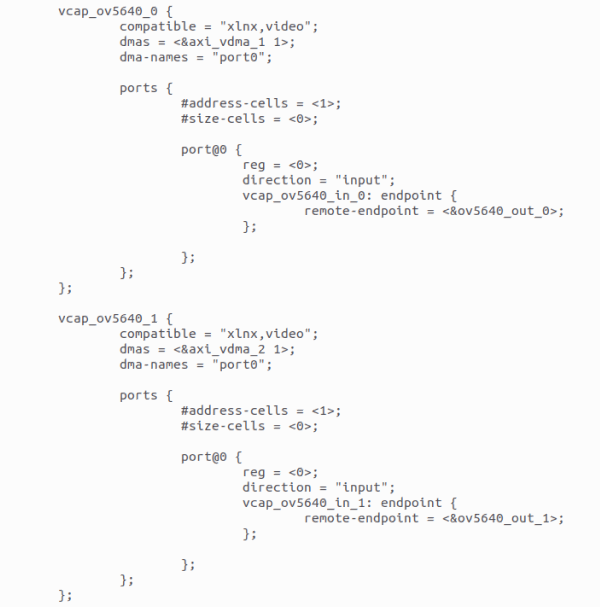 vcap_ov5640_0 {
compatible = "xlnx,video";
dmas = <&axi_vdma_1 1>;
dma-names = "port0";
ports {
#address-cells = <1>;
#size-cells = <0>;
port@0 {
reg = <0>;
direction = "input";
vcap_ov5640_in_0: endpoint {
remote-endpoint = <&ov5640_out_0>;
};
};
};
};
vcap_ov5640_1 {
compatible = "xlnx,video";
dmas = <&axi_vdma_2 1>;
dma-names = "port0";
ports {
#address-cells = <1>;
#size-cells = <0>;
port@0 {
reg = <0>;
direction = "input";
vcap_ov5640_in_1: endpoint {
remote-endpoint = <&ov5640_out_1>;
};
};
};
};